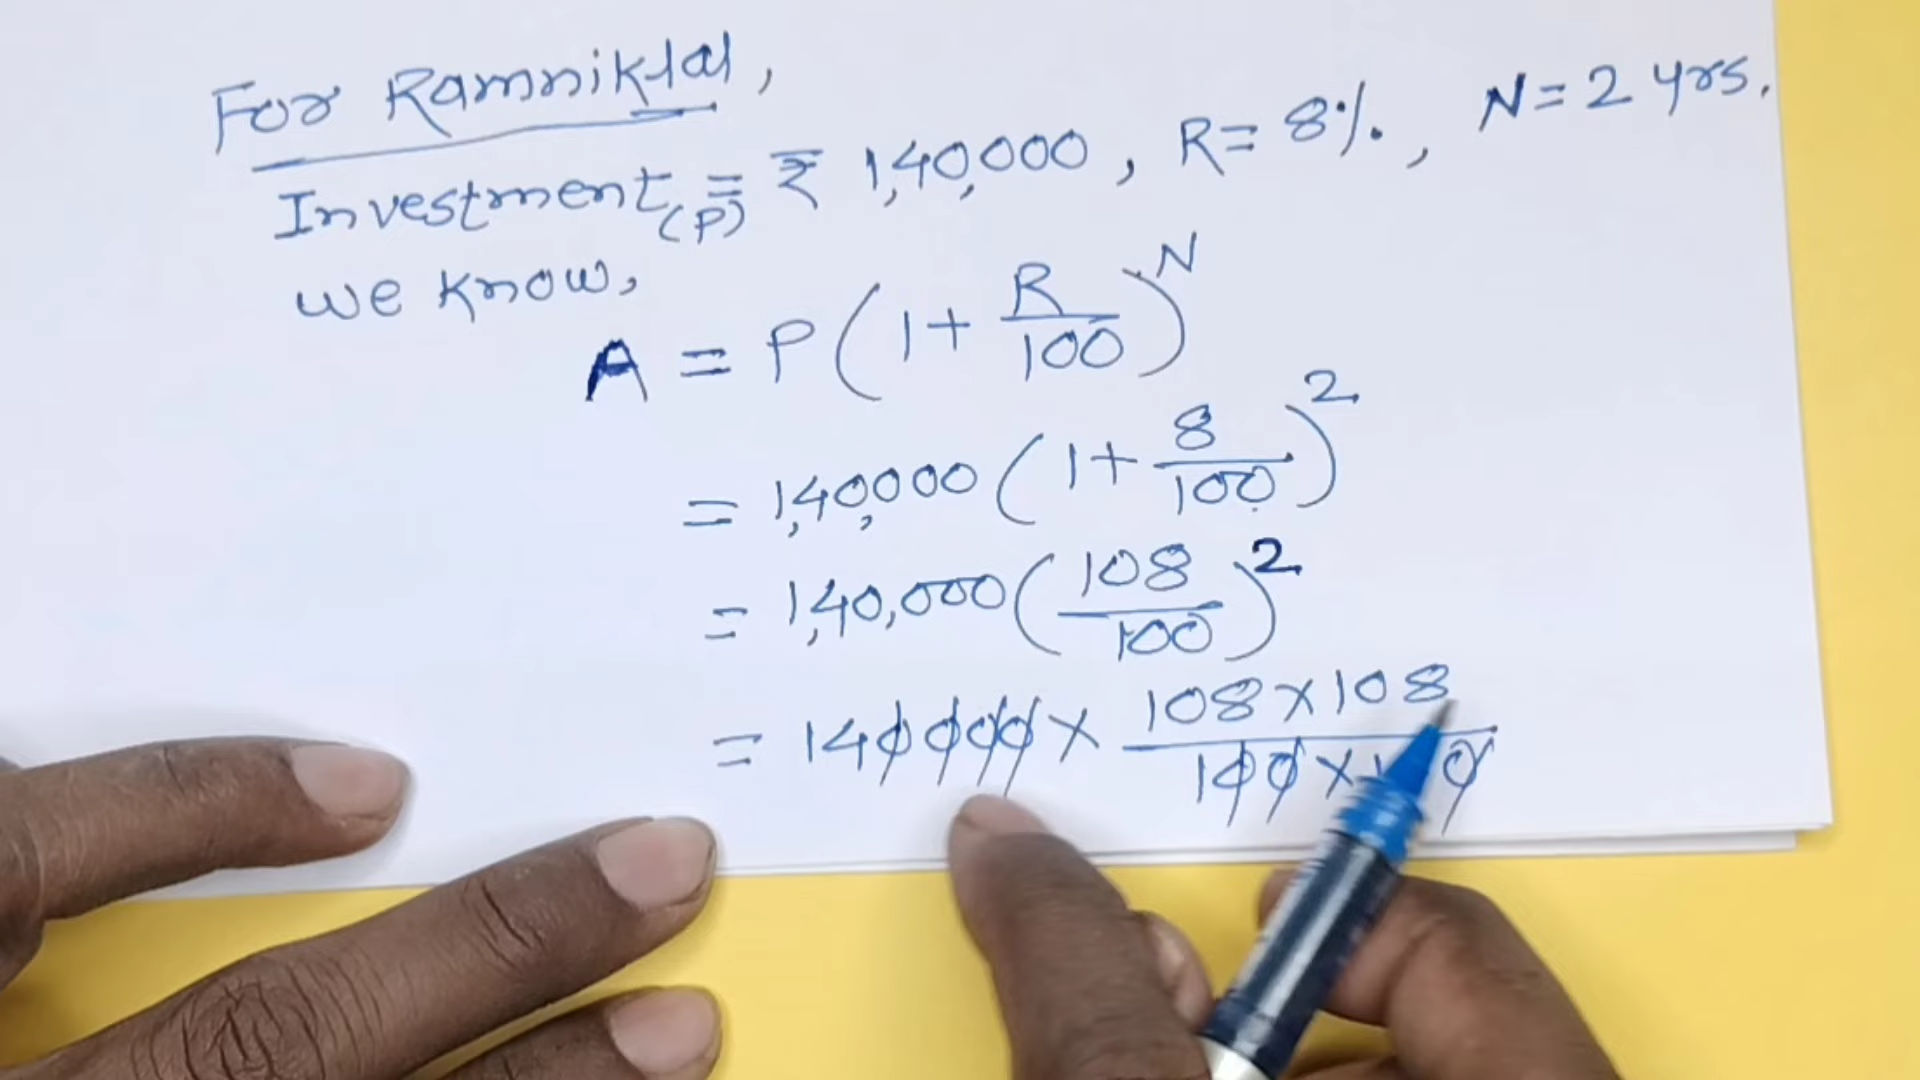 For Ramniklal,
Investment (P) = ₹ 1,40,000, R = 8%, N = 2 yrs.
we know,
A = P(1 + R/100)^N
= 1,40,000(1 + 8/100)^2
= 1,40,000(108/100)^2
= 140000 × 108×108/100×100